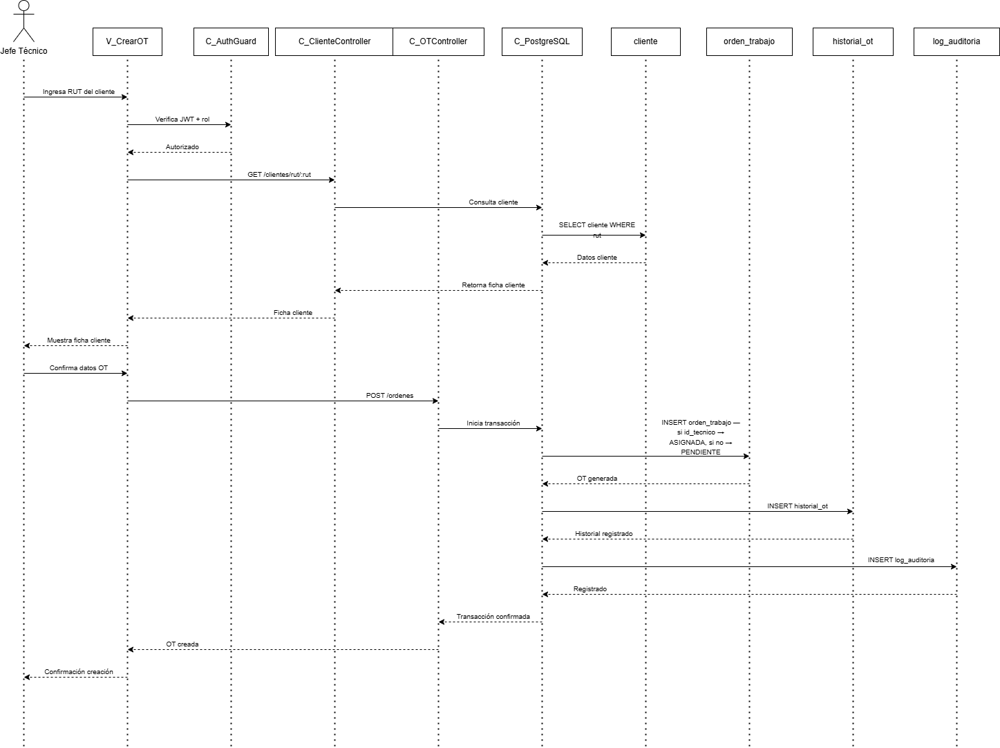 Jefe Técnico
V_CrearOT
C_AuthGuard
C_ClienteController
C_OTController
C_PostgreSQL
cliente
orden_trabajo
historial_ot
log_auditoria
Ingresa RUT del cliente
Verifica JWT + rol
Autorizado
GET /clientes/rut/:rut
Consulta cliente
SELECT cliente WHERE
rut
Datos cliente
Retorna ficha cliente
Ficha cliente
Muestra ficha cliente
Confirma datos OT
POST /ordenes
Inicia transacción
INSERT orden_trabajo —
si id_tecnico →
ASIGNADA, si no →
PENDIENTE
OT generada
INSERT historial_ot
Historial registrado
INSERT log_auditoria
Registrado
Transacción confirmada
OT creada
Confirmación creación